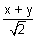 x + y
√2